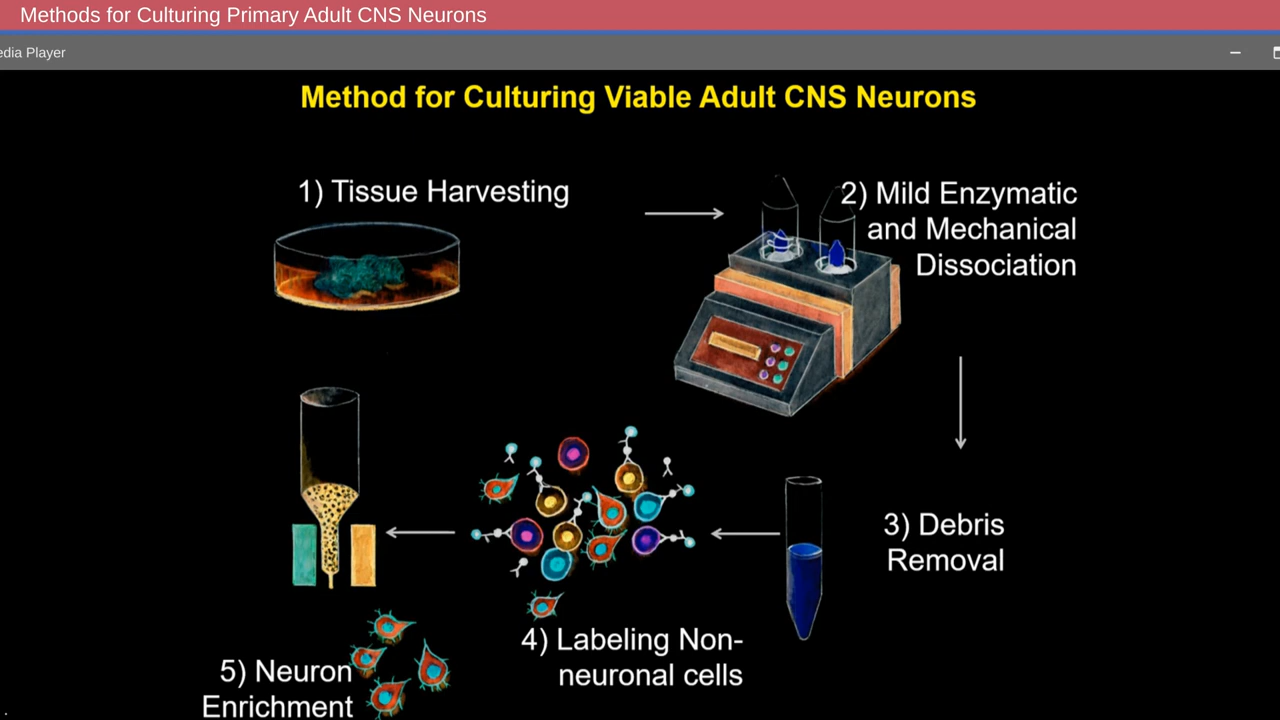 Methods for Culturing Primary Adult CNS Neurons
edia Player
Method for Culturing Viable Adult CNS Neurons
1) Tissue Harvesting
2) Mild Enzymatic
and Mechanical
Dissociation
3) Debris
Removal
4) Labeling Non-
neuronal cells
5) Neuron
Enrichment